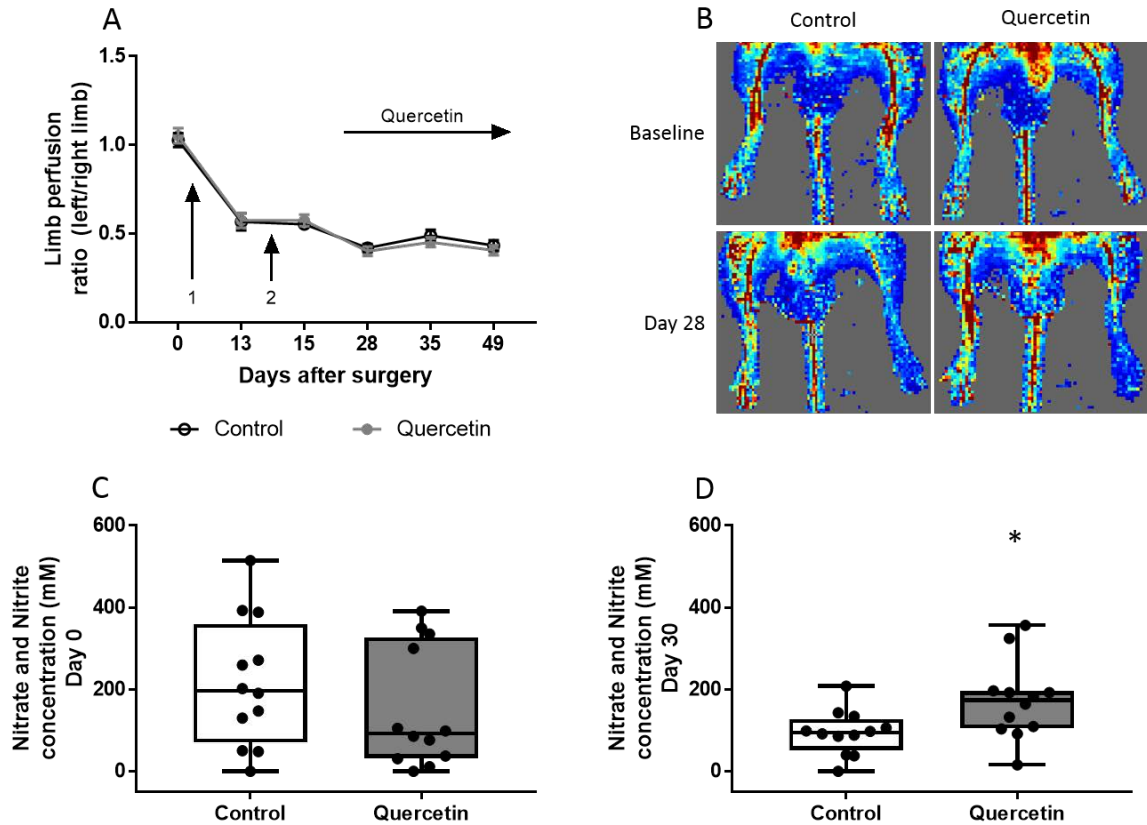 A
Limb perfusion
ratio (left/right limb)
1.5
1.0
0.5
0.0
Quercetin
1
2
0
13
15
28
35
49
Days after surgery
Control
Quercetin
B
Control
Quercetin
Baseline
Day 28
C
Nitrate and Nitrite
concentration (mM)
Day 0
600
400
200
0
Control
Quercetin
D
Nitrate and Nitrite
concentration (mM)
Day 30
600
400
200
0
*
Control
Quercetin